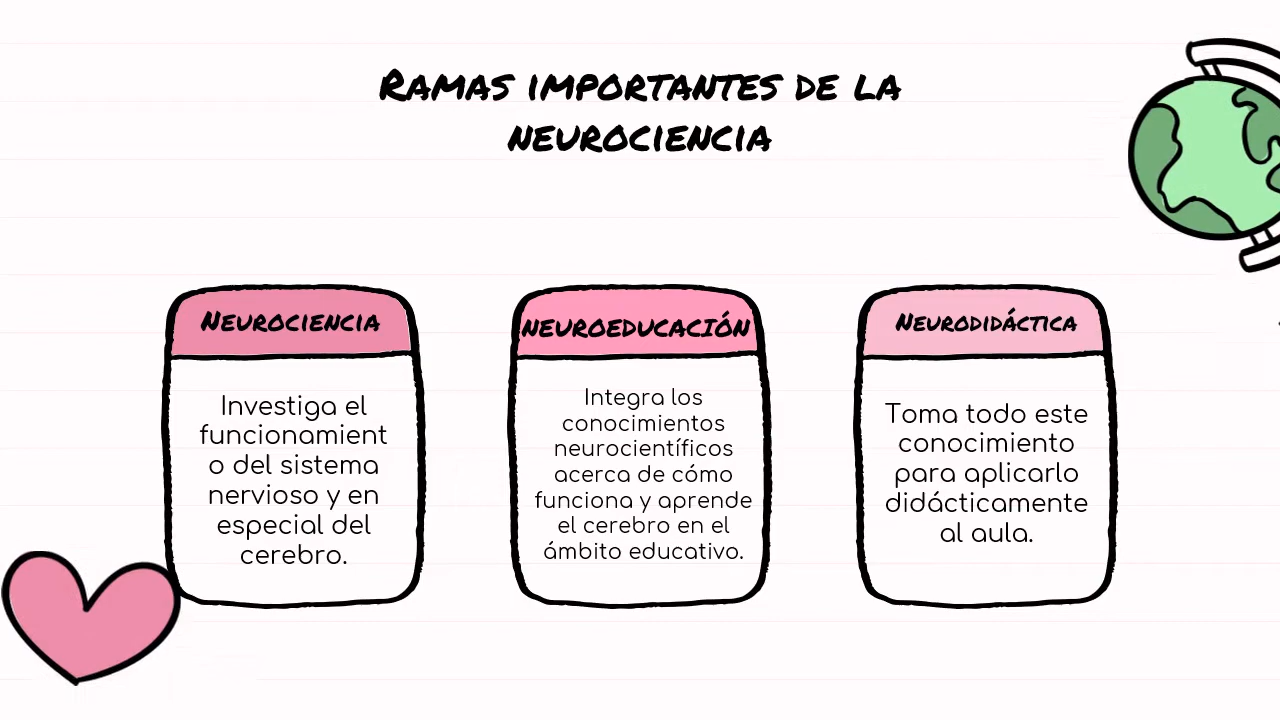 Ramas importantes de la
neurociencia
Neurociencia
Investiga el
funcionamient
o del sistema
nervioso y en
especial del
cerebro.
neuroeducación
Integra los
conocimientos
neurocientíficos
acerca de cómo
funciona y aprende
el cerebro en el
ámbito educativo.
Neurodidáctica
Toma todo este
conocimiento
para aplicarlo
didácticamente
al aula.